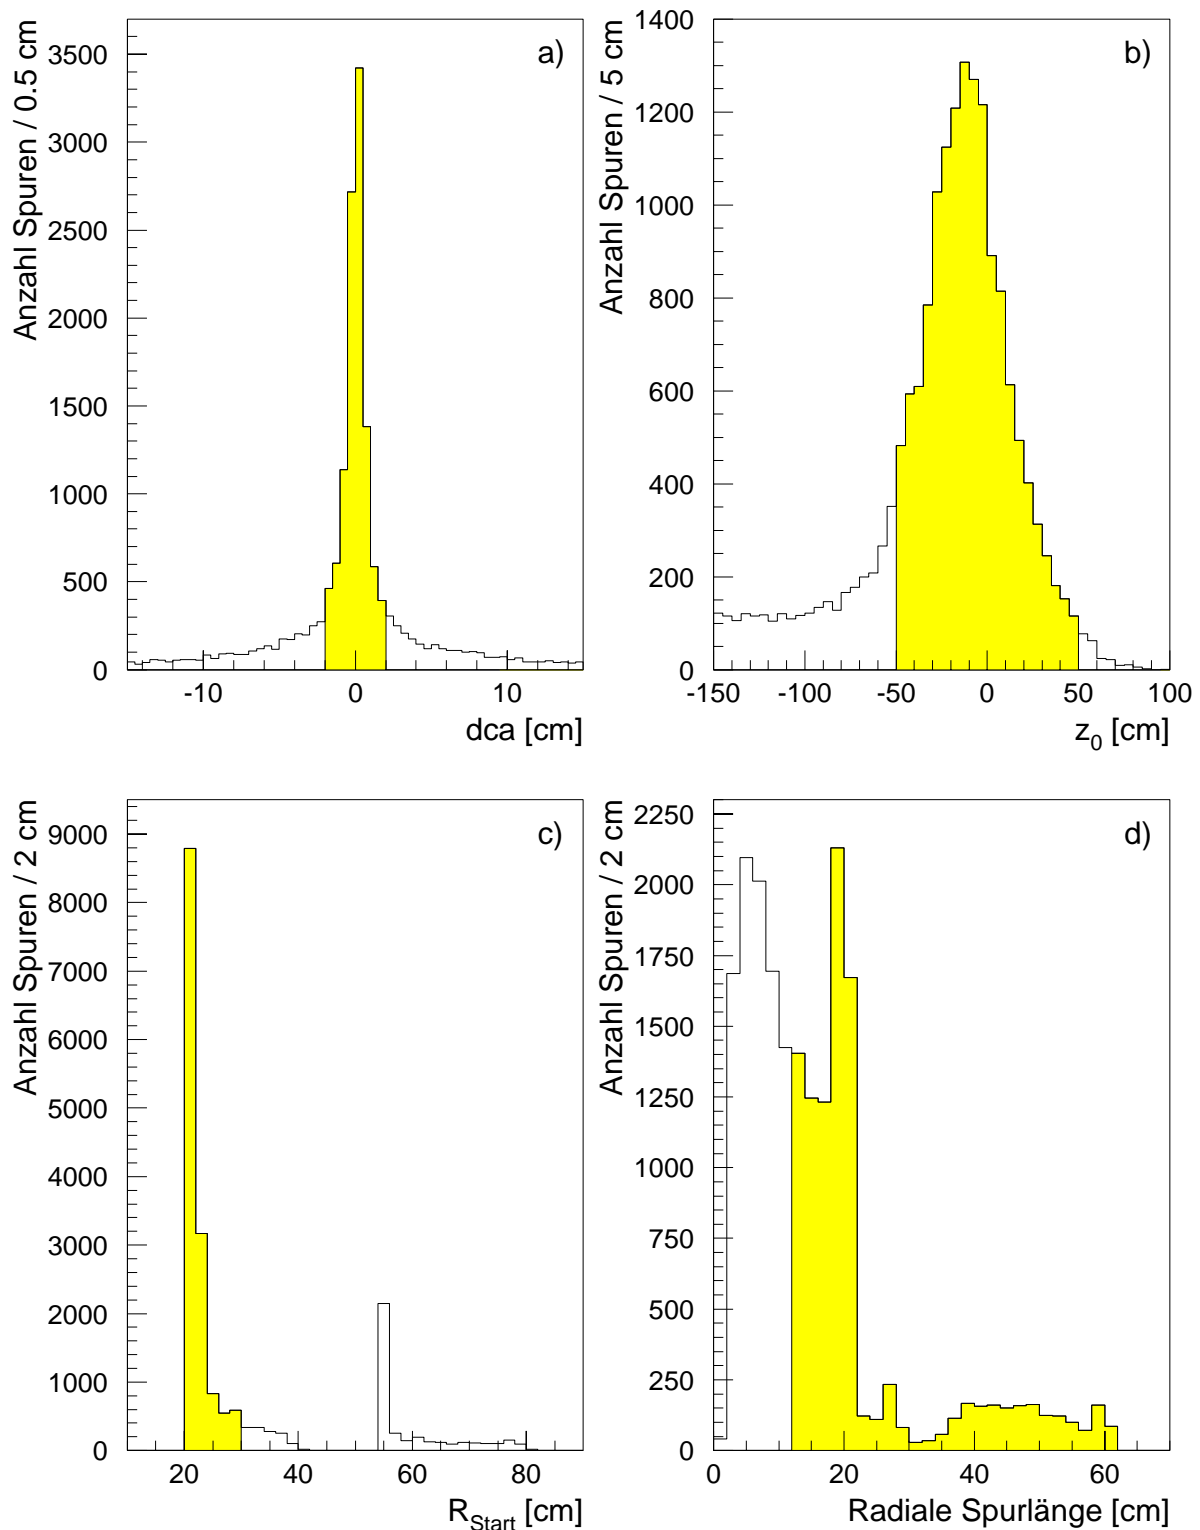 a)
Anzahl Spuren / 0.5 cm
3500
3000
2500
2000
1500
1000
500
0
-10 0 10
dca [cm]
b)
Anzahl Spuren / 5 cm
1400
1200
1000
800
600
400
200
0
-150 -100 -50 0 50 100
z0 [cm]
c)
Anzahl Spuren / 2 cm
9000
8000
7000
6000
5000
4000
3000
2000
1000
0
20 40 60 80
RStart [cm]
d)
Anzahl Spuren / 2 cm
2250
2000
1750
1500
1250
1000
750
500
250
0
0 20 40 60
Radiale Spurlänge [cm]